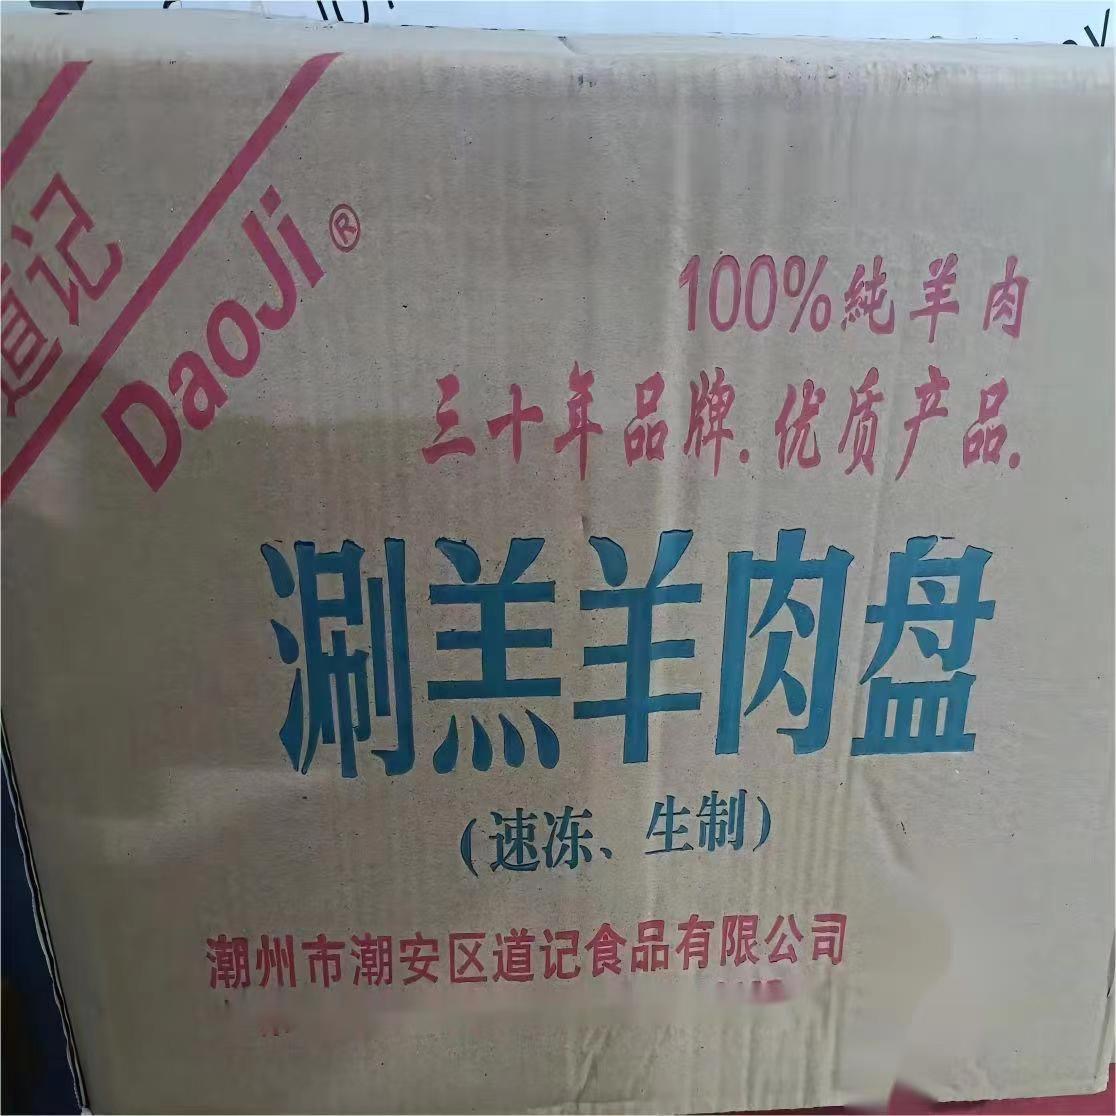 道记
DaoJi®
100%純羊肉
三十年品牌.优质产品.
涮羔羊肉盘
(速冻、生制)
潮州市潮安区道记食品有限公司